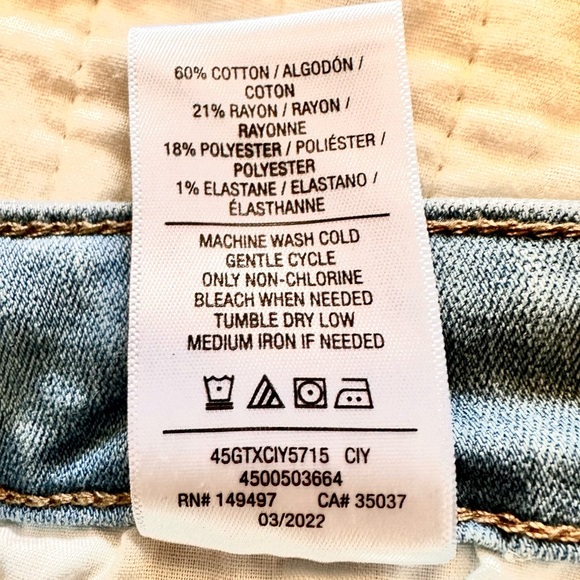 60% COTTON / ALGODÓN /
COTON
21% RAYON / RAYON /
RAYONNE
18% POLYESTER / POLIÉSTER /
POLYESTER
1% ELASTANE / ELASTANO /
ÉLASTHANNE
MACHINE WASH COLD
GENTLE CYCLE
ONLY NON-CHLORINE
BLEACH WHEN NEEDED
TUMBLE DRY LOW
MEDIUM IRON IF NEEDED
45GTXCIY5715 CIY
4500503664
RN# 149497 CA# 35037
03/2022